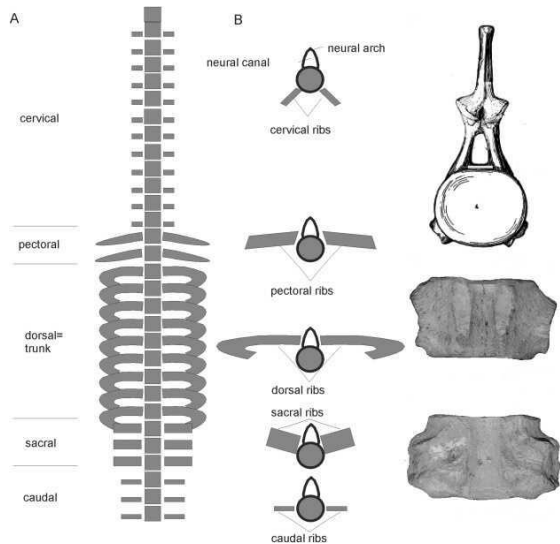 A
B
cervical
pectoral
dorsal=
trunk
sacral
caudal
neural arch
neural canal
cervical ribs
pectoral ribs
dorsal ribs
sacral ribs
caudal ribs